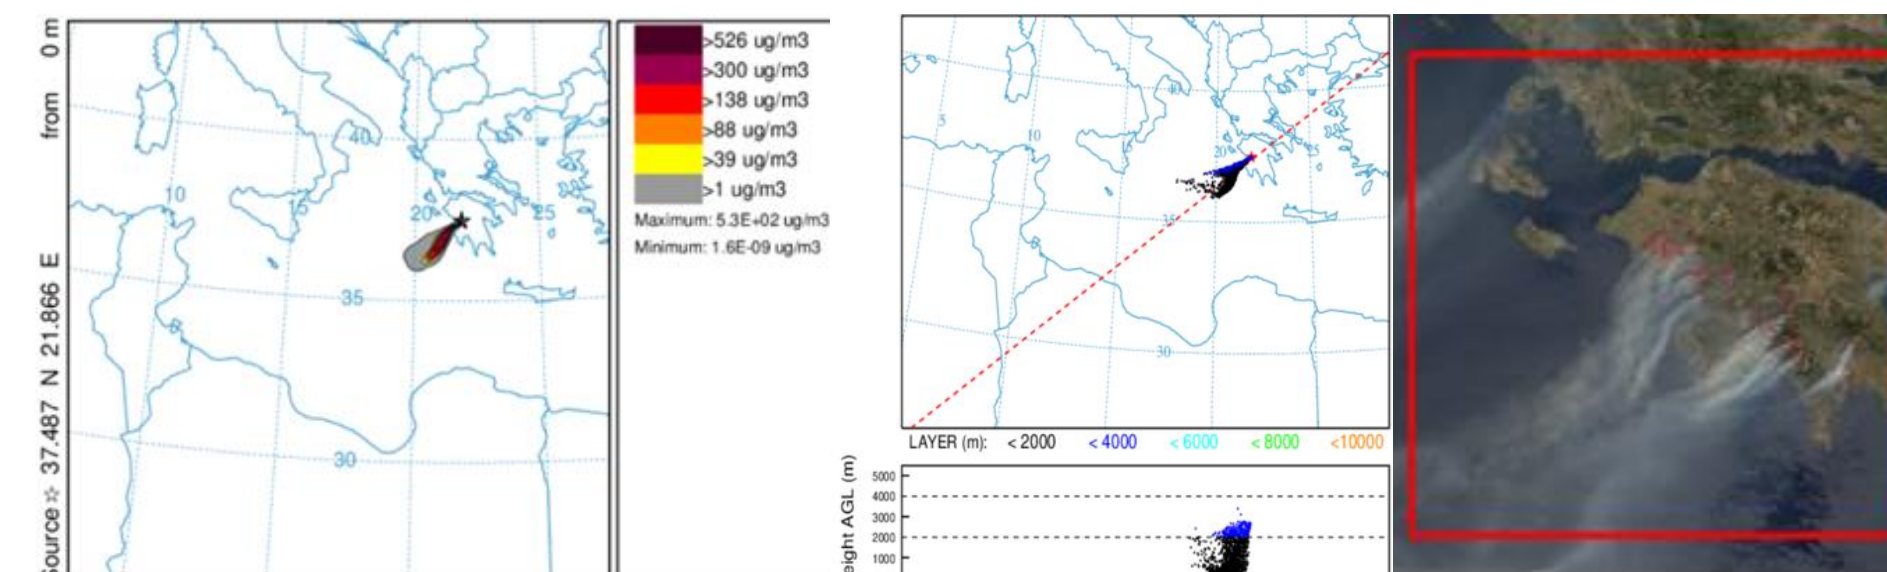 Source ☆ 37.487 N 21.866 E from 0 m
>526 ug/m3
>300 ug/m3
>138 ug/m3
>88 ug/m3
>39 ug/m3
>1 ug/m3
Maximum: 5.3E+02 ug/m3
Minimum: 1.6E-09 ug/m3
40
10
15
20
25
35
30
40
5
10
20
25
15
30
LAYER (m): < 2000 < 4000 < 6000 < 8000 <10000
eight AGL (m)
5000
4000
3000
2000
1000